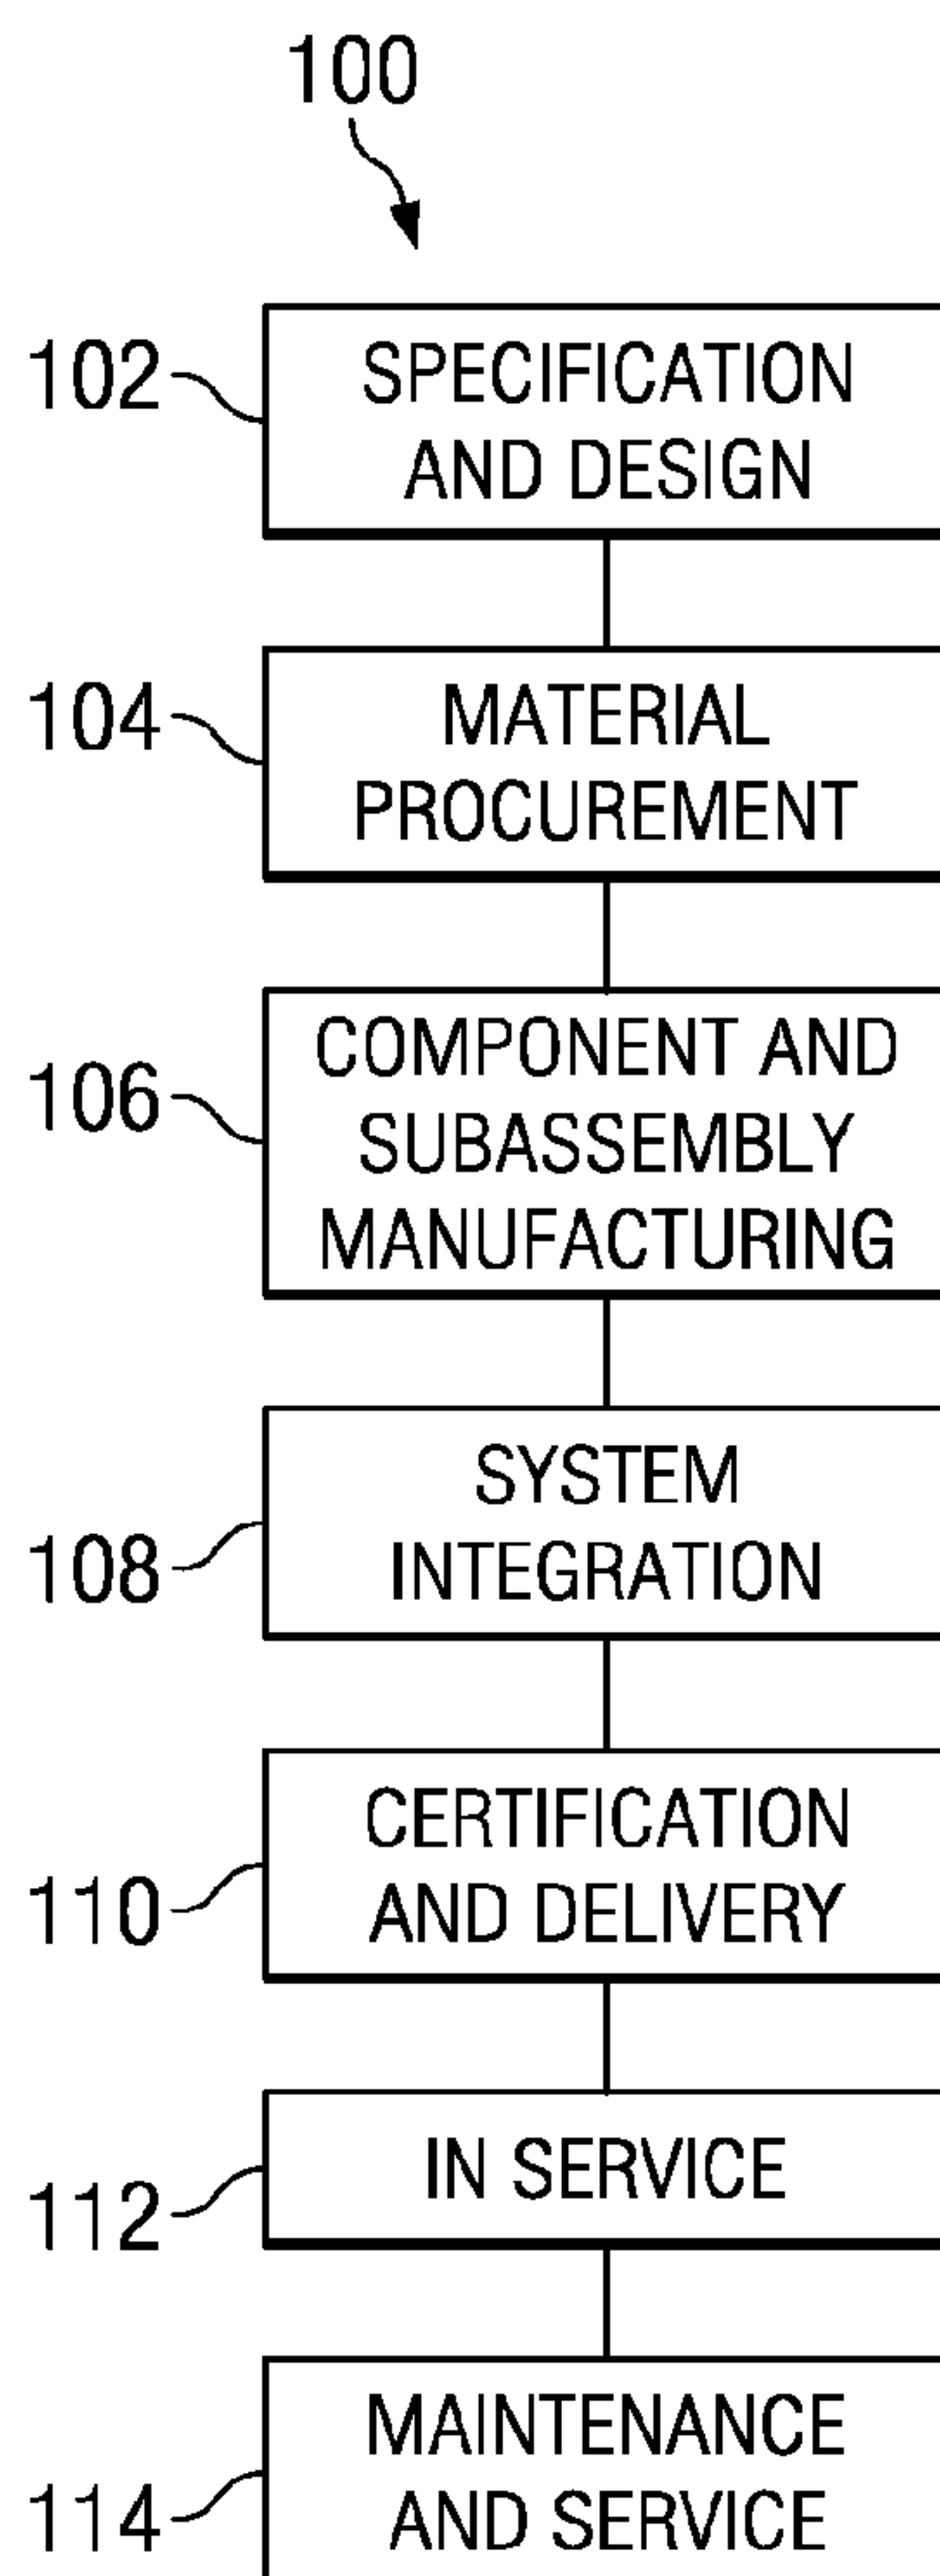 100
102
SPECIFICATION
AND DESIGN
104
MATERIAL
PROCUREMENT
106
COMPONENT AND
SUBASSEMBLY
MANUFACTURING
108
SYSTEM
INTEGRATION
110
CERTIFICATION
AND DELIVERY
112
IN SERVICE
114
MAINTENANCE
AND SERVICE